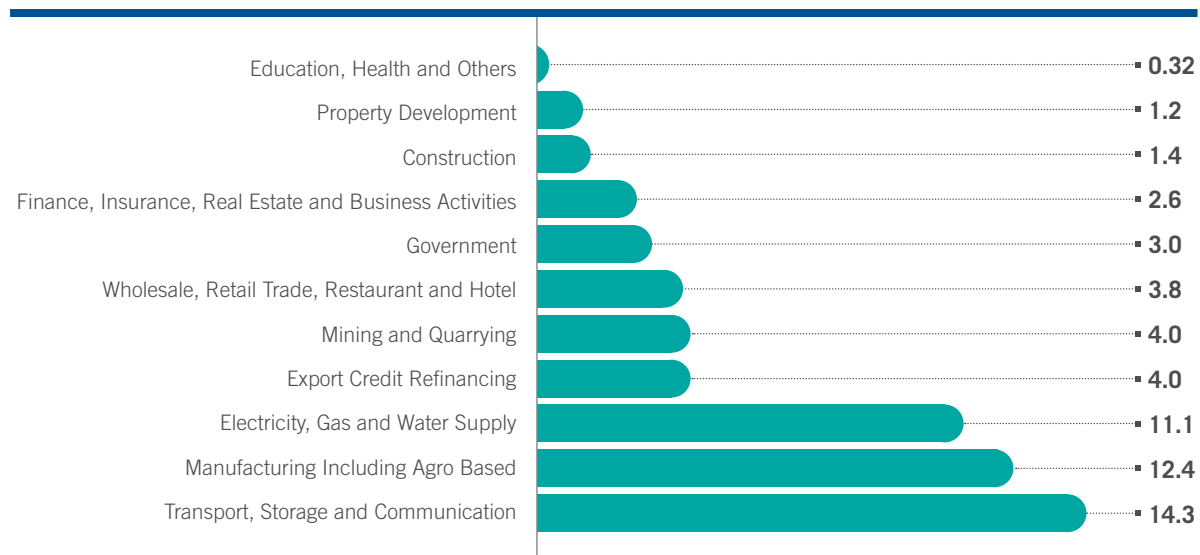 Education, Health and Others 0.32
Property Development 1.2
Construction 1.4
Finance, Insurance, Real Estate and Business Activities 2.6
Government 3.0
Wholesale, Retail Trade, Restaurant and Hotel 3.8
Mining and Quarrying 4.0
Export Credit Refinancing 4.0
Electricity, Gas and Water Supply 11.1
Manufacturing Including Agro Based 12.4
Transport, Storage and Communication 14.3